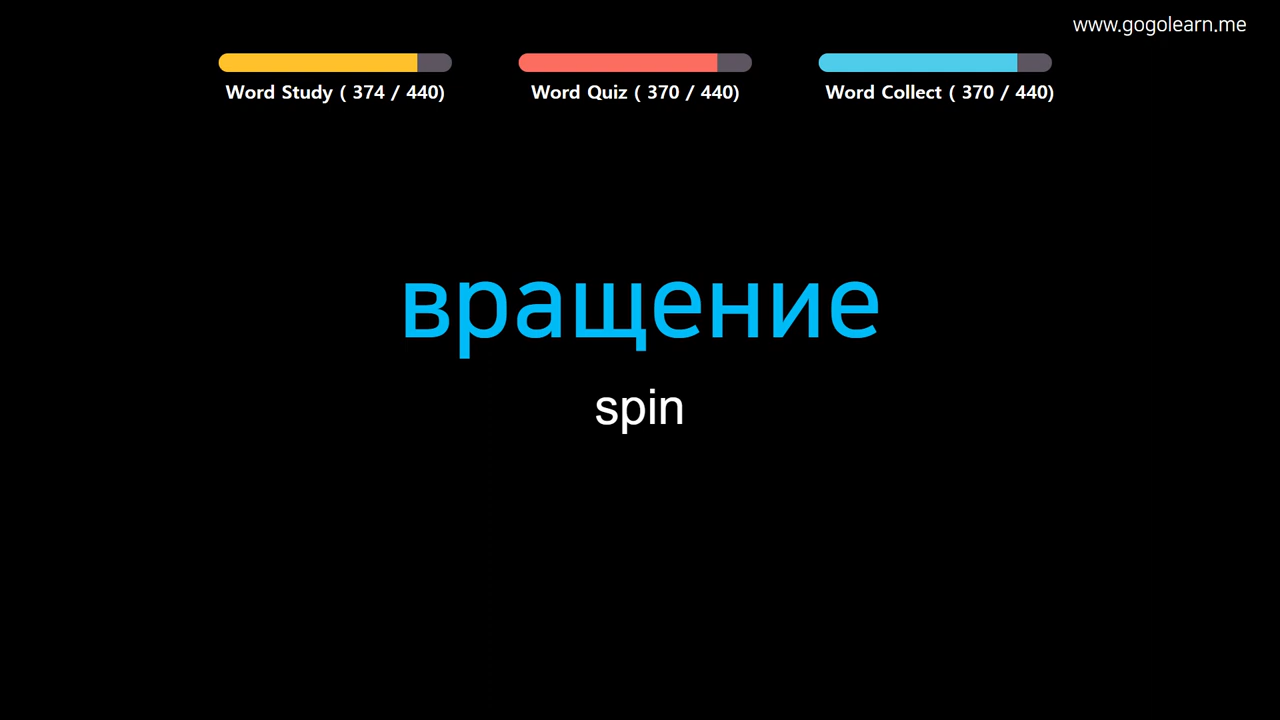 www.gogolearn.me
Word Study ( 374 / 440)
Word Quiz ( 370 / 440)
Word Collect ( 370 / 440)
вращение
spin